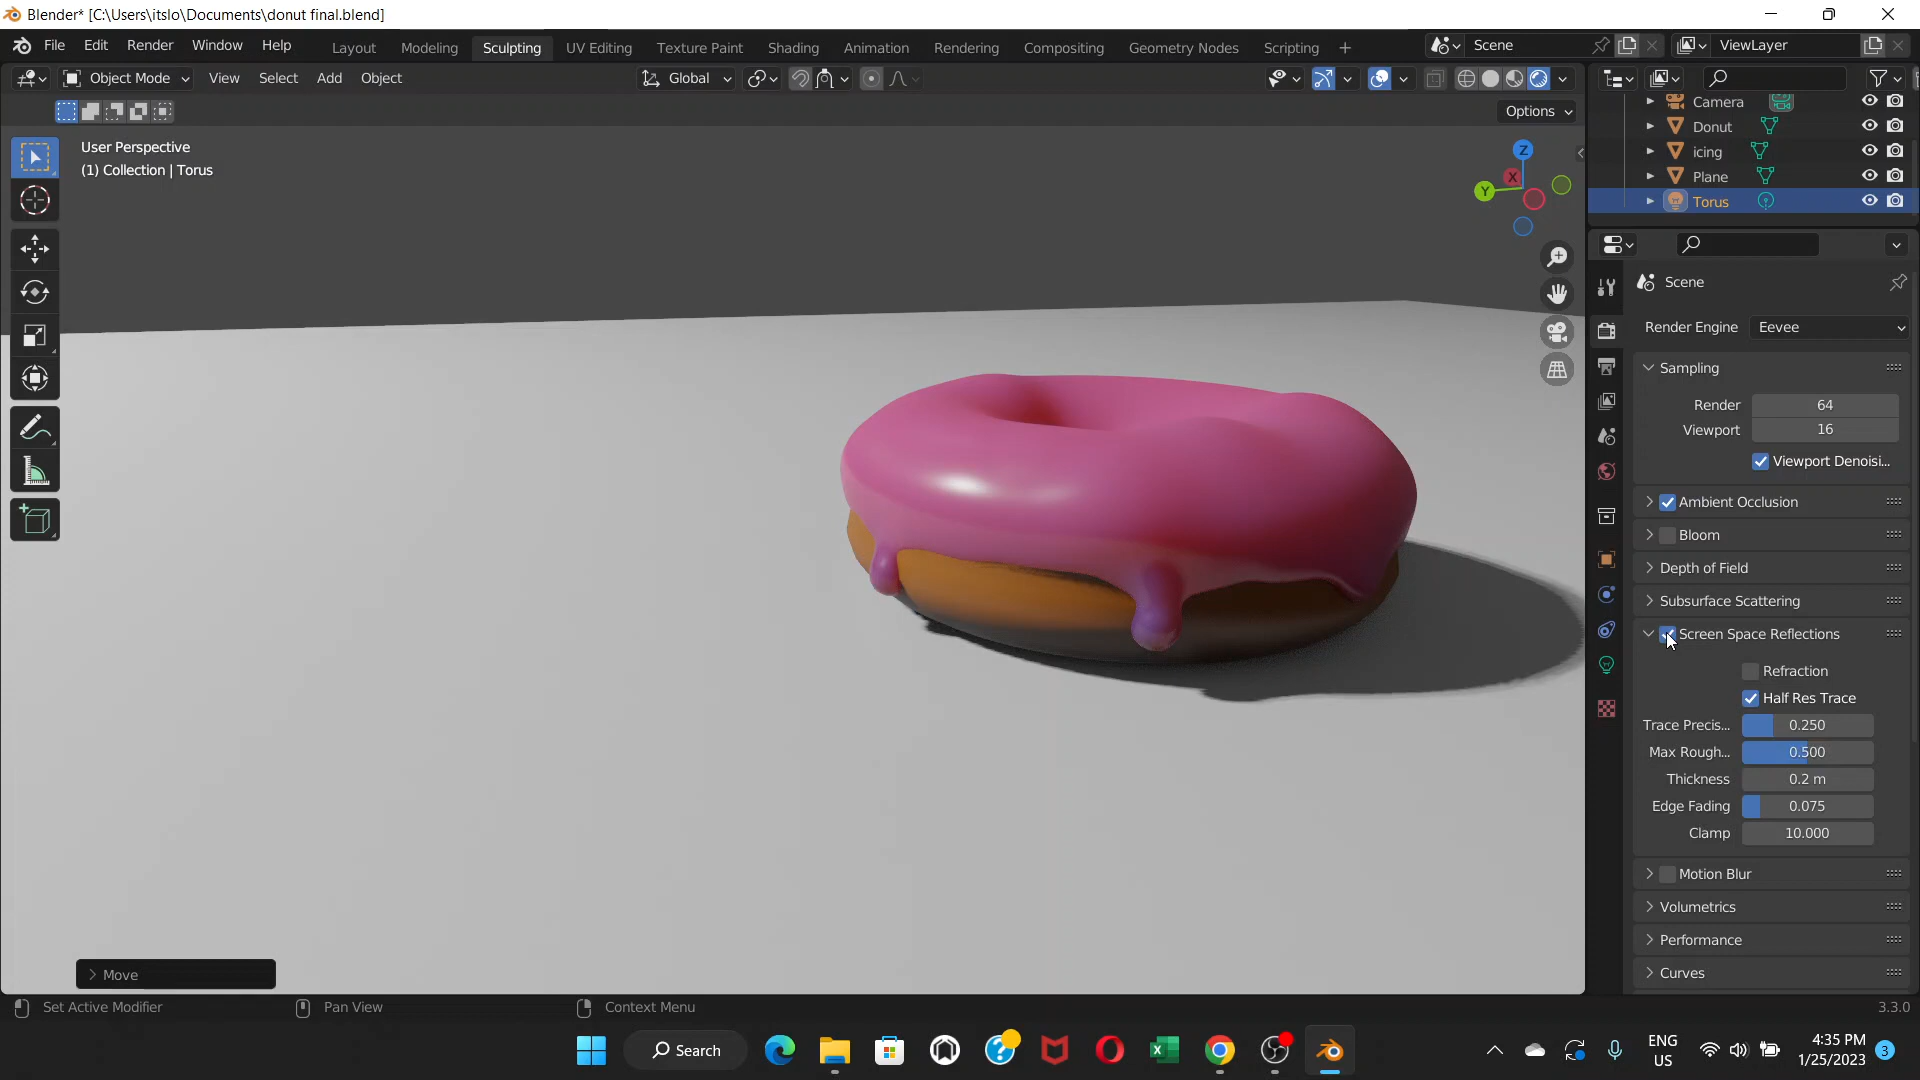 Blender* [C:\Users\itslo\Documents\donut final.blend]
File Edit Render Window Help Layout Modeling Sculpting UV Editing Texture Paint Shading Animation Rendering Compositing Geometry Nodes Scripting + Scene ViewLayer
Object Mode View Select Add Object Global
Options
User Perspective
(1) Collection | Torus
Z
X
Y
Camera
Donut
icing
Plane
Torus
Scene
Render Engine Eevee
Sampling
Render 64
Viewport 16
Viewport Denoisi...
Ambient Occlusion
Bloom
Depth of Field
Subsurface Scattering
Screen Space Reflections
Refraction
Half Res Trace
Trace Precis... 0.250
Max Rough... 0.500
Thickness 0.2 m
Edge Fading 0.075
Clamp 10.000
Motion Blur
Volumetrics
Performance
Curves
Move
Set Active Modifier Pan View Context Menu 3.3.0
Search
ENG
US
4:35 PM
1/25/2023
3